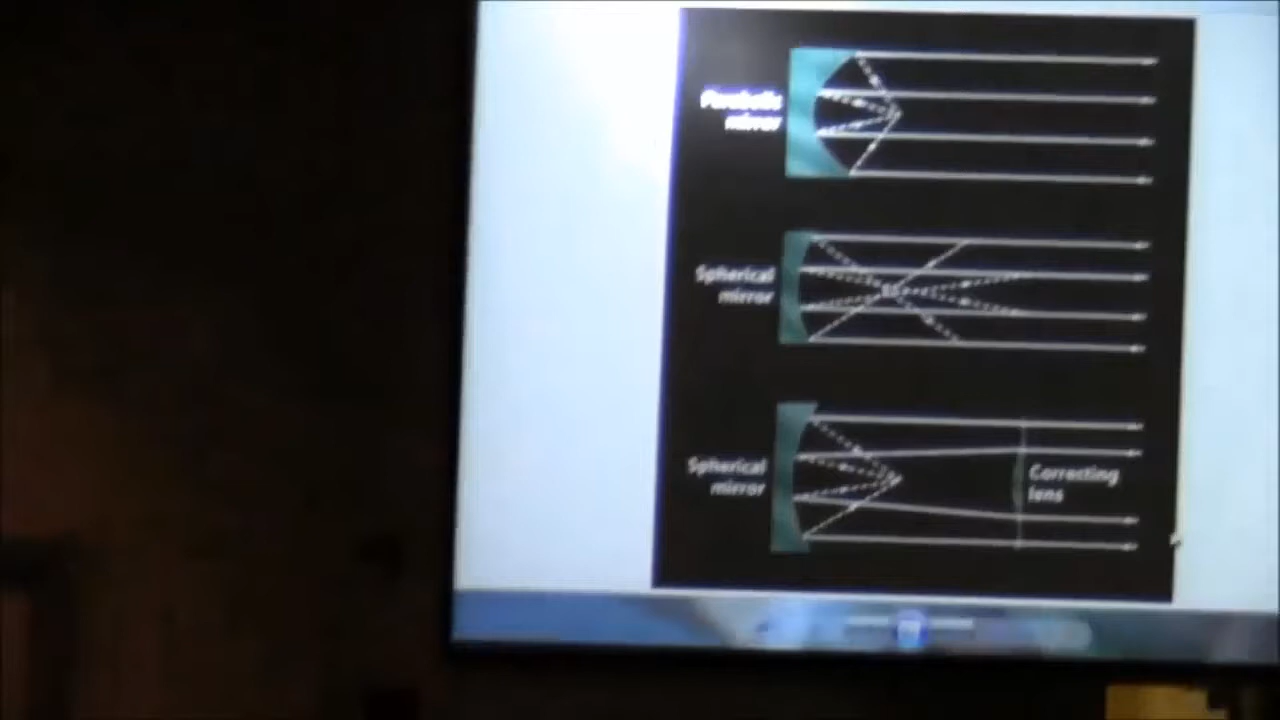 Parabolic
mirror
Spherical
mirror
Spherical
mirror
Correcting
lens